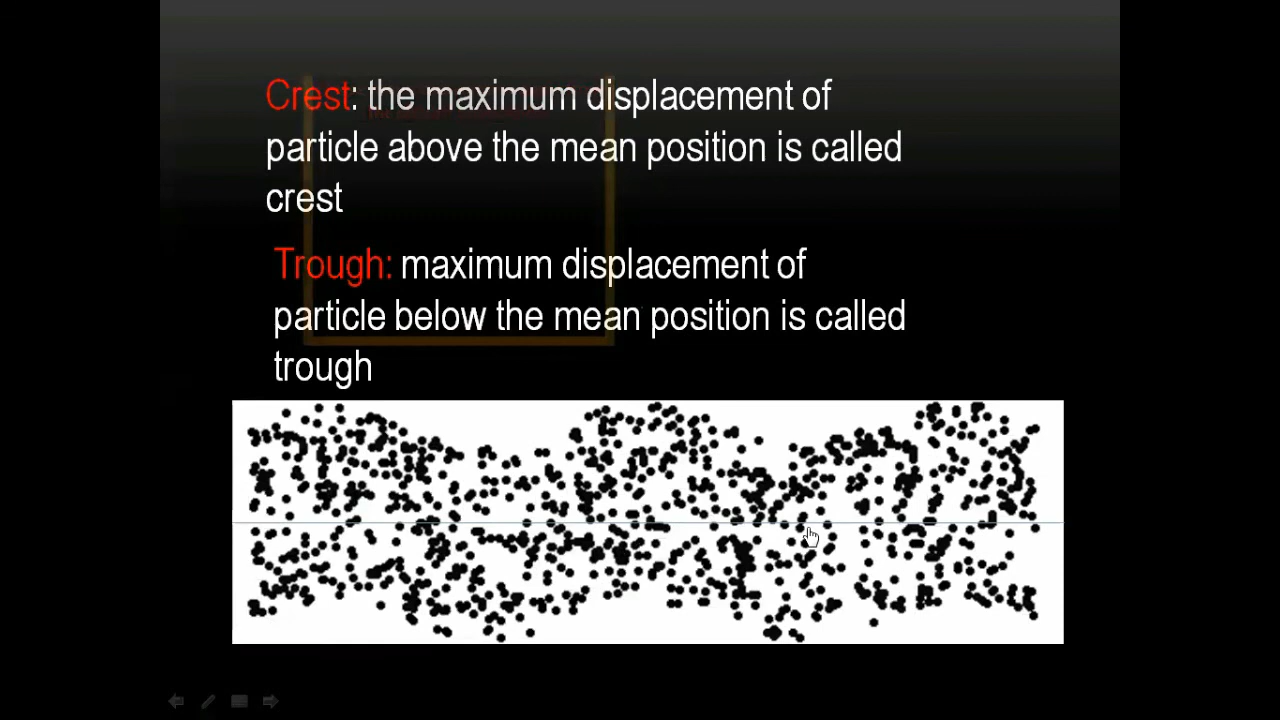 Crest: the maximum displacement of
particle above the mean position is called
crest
Trough: maximum displacement of
particle below the mean position is called
trough